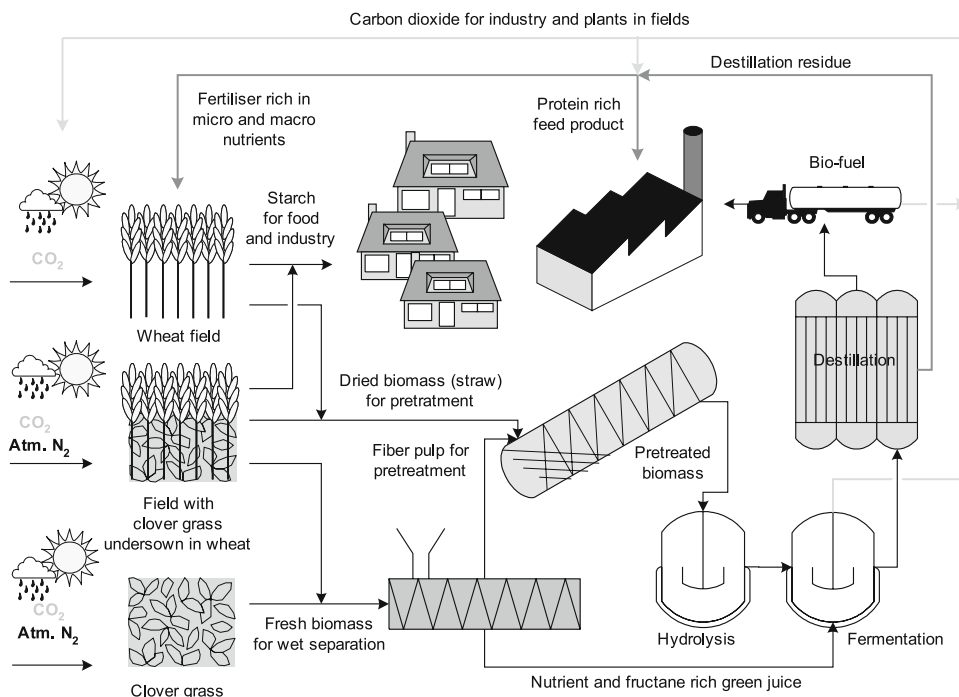 Carbon dioxide for industry and plants in fields
Destillation residue
Fertiliser rich in
micro and macro
nutrients
Protein rich
feed product
Bio-fuel
Starch
for food
and industry
CO2
Wheat field
Destillation
Dried biomass (straw)
for pretratment
CO2
Atm. N2
Fiber pulp for
pretreatment
Pretreated
biomass
Field with
clover grass
undersown in wheat
CO2
Atm. N2
Fresh biomass
for wet separation
Hydrolysis
Fermentation
Clover grass
Nutrient and fructane rich green juice